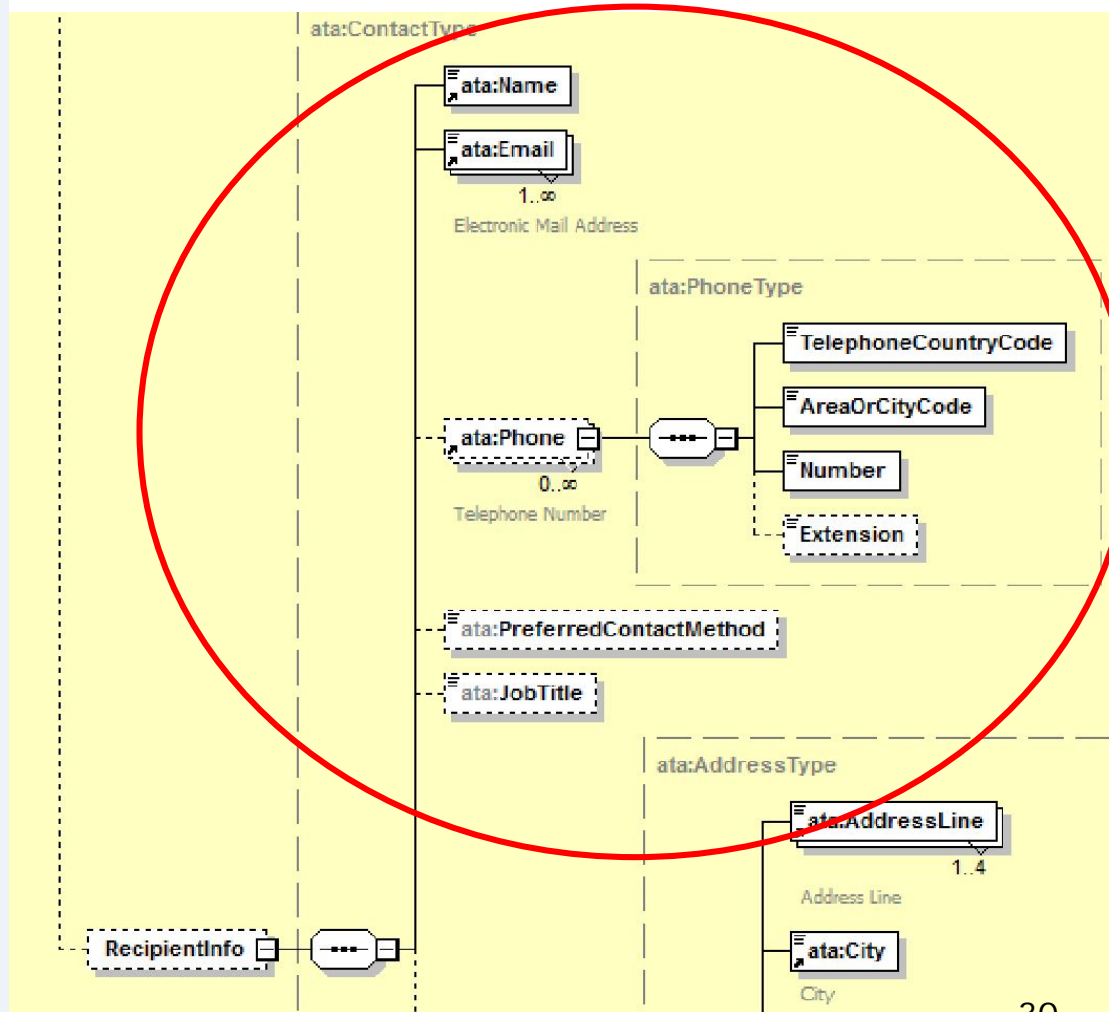 ata:ContactType
ata:Name
ata:Email
1..∞
Electronic Mail Address
ata:PhoneType
TelephoneCountryCode
AreaOrCityCode
ata:Phone
Number
0..∞
Telephone Number
Extension
ata:PreferredContactMethod
ata:JobTitle
ata:AddressType
ata:AddressLine
1..4
Address Line
RecipientInfo
ata:City
City